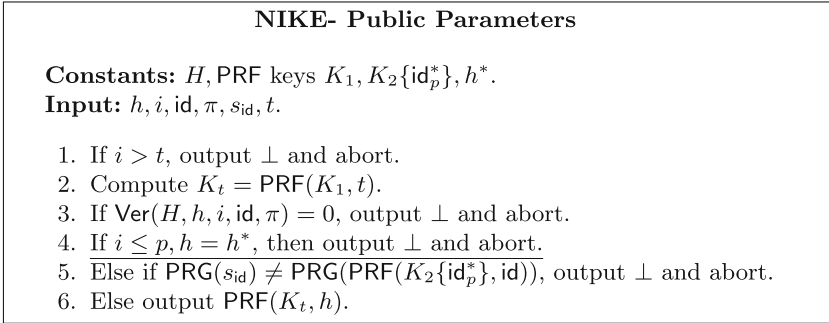 NIKE- Public Parameters
Constants: H, PRF keys K₁, K₂{id*ₚ}, h*.
Input: h, i, id, π, s_id, t.
1. If i > t, output ⊥ and abort.
2. Compute Kₜ = PRF(K₁, t).
3. If Ver(H, h, i, id, π) = 0, output ⊥ and abort.
4. If i ≤ p, h = h*, then output ⊥ and abort.
5. Else if PRG(s_id) ≠ PRG(PRF(K₂{id*ₚ}, id)), output ⊥ and abort.
6. Else output PRF(Kₜ, h).